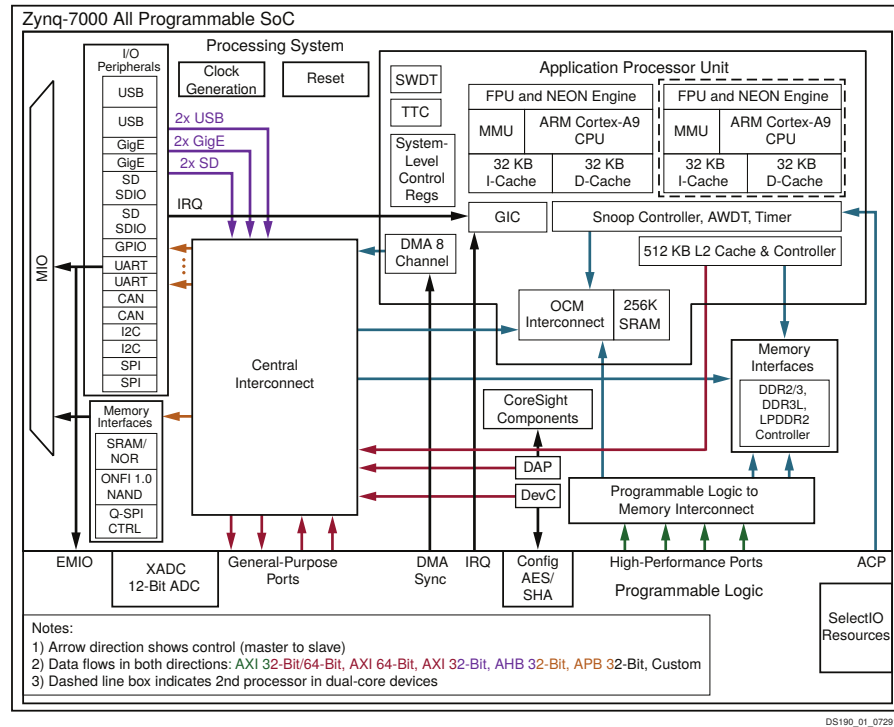 Zynq-7000 All Programmable SoC
Processing System
I/O
Peripherals
USB
USB
GigE
GigE
SD
SDIO
SD
SDIO
GPIO
UART
UART
CAN
CAN
I2C
I2C
SPI
SPI
MIO
Memory
Interfaces
SRAM/
NOR
ONFI 1.0
NAND
Q-SPI
CTRL
Clock
Generation
Reset
2x USB
2x GigE
2x SD
IRQ
Central
Interconnect
SWDT
TTC
System-
Level
Control
Regs
DMA 8
Channel
Application Processor Unit
FPU and NEON Engine
MMU
ARM Cortex-A9
CPU
32 KB
I-Cache
32 KB
D-Cache
FPU and NEON Engine
MMU
ARM Cortex-A9
CPU
32 KB
I-Cache
32 KB
D-Cache
GIC
Snoop Controller, AWDT, Timer
512 KB L2 Cache & Controller
OCM
Interconnect
256K
SRAM
Memory
Interfaces
DDR2/3,
DDR3L,
LPDDR2
Controller
CoreSight
Components
DAP
DevC
Programmable Logic to
Memory Interconnect
EMIO
XADC
12-Bit ADC
General-Purpose
Ports
DMA
Sync
IRQ
Config
AES/
SHA
High-Performance Ports
ACP
Programmable Logic
SelectIO
Resources
Notes:
1) Arrow direction shows control (master to slave)
2) Data flows in both directions: AXI 32-Bit/64-Bit, AXI 64-Bit, AXI 32-Bit, AHB 32-Bit, APB 32-Bit, Custom
3) Dashed line box indicates 2nd processor in dual-core devices
DS190_01_0729